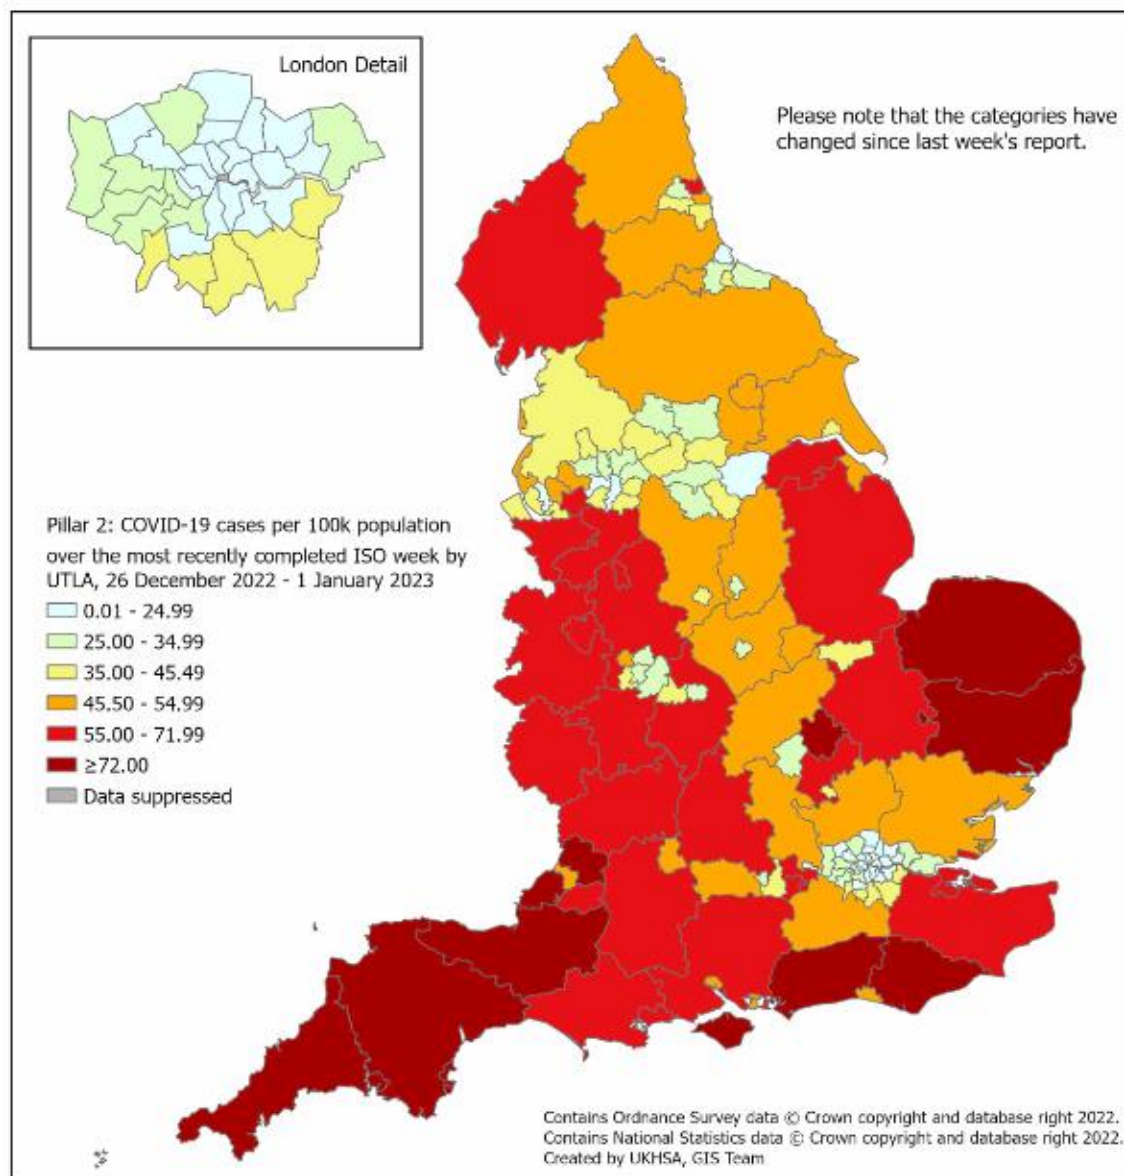 London Detail
Please note that the categories have
changed since last week's report.
Pillar 2: COVID-19 cases per 100k population
over the most recently completed ISO week by
UTLA, 26 December 2022 - 1 January 2023
0.01 - 24.99
25.00 - 34.99
35.00 - 45.49
45.50 - 54.99
55.00 - 71.99
≥72.00
Data suppressed
Contains Ordnance Survey data © Crown copyright and database right 2022.
Contains National Statistics data © Crown copyright and database right 2022.
Created by UKHSA, GIS Team